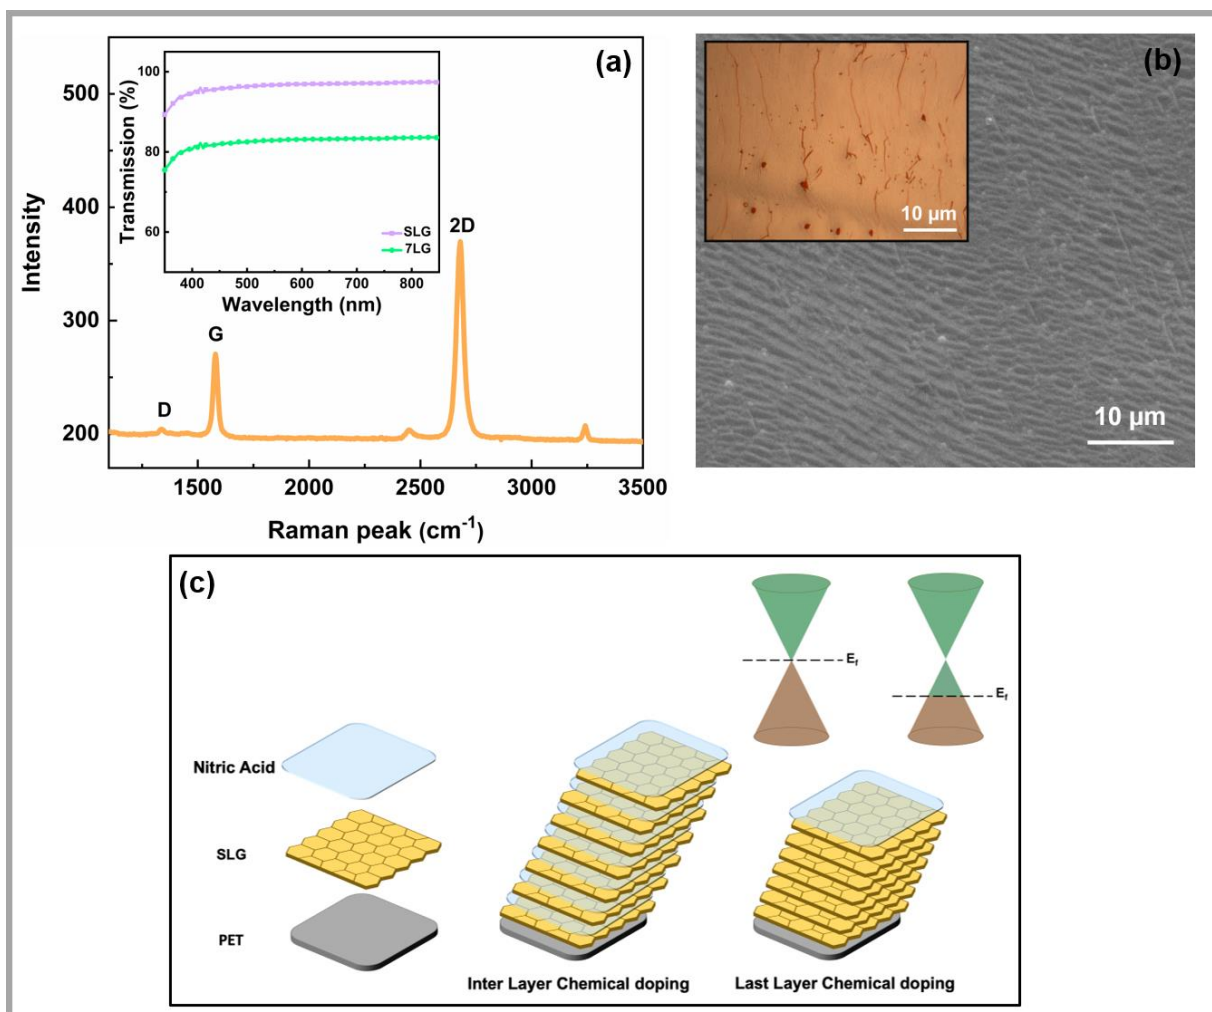 (a)
Intensity
500
400
300
200
D
G
2D
1500
2000
2500
3000
3500
Raman peak (cm-1)
Transmission (%)
100
80
60
SLG
7LG
400
500
600
700
800
Wavelength (nm)
(b)
10 µm
10 µm
(c)
Nitric Acid
SLG
PET
Inter Layer Chemical doping
Last Layer Chemical doping
Ef
Ef